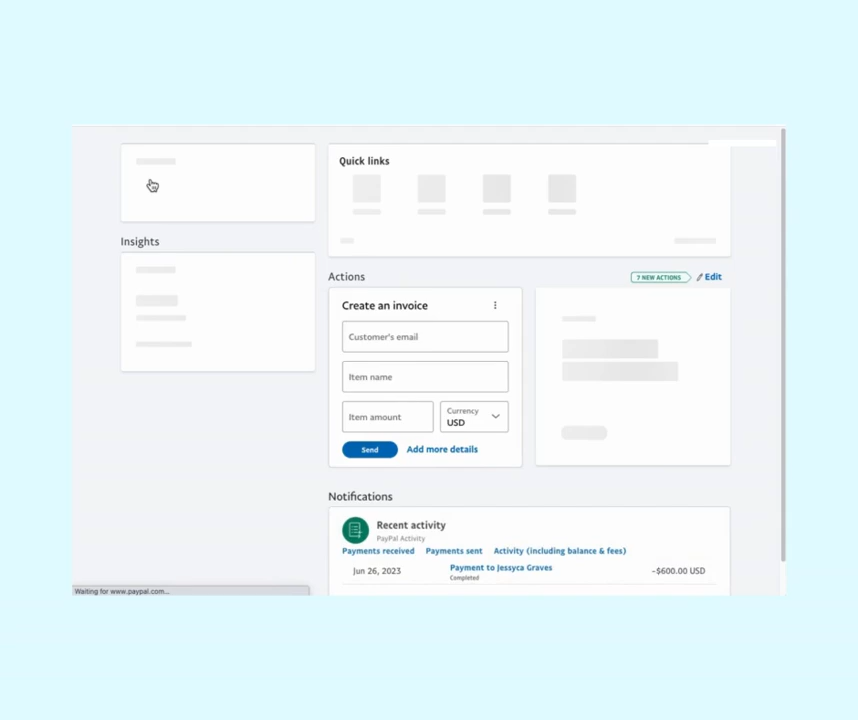 Quick links
Insights
Actions
7 NEW ACTIONS
Edit
Create an invoice
Customer's email
Item name
Item amount
Currency
USD
Send
Add more details
Notifications
Recent activity
PayPal Activity
Payments received Payments sent Activity (including balance & fees)
Jun 26, 2023 Payment to Jessyca Graves -$600.00 USD
Completed
Waiting for www.paypal.com...